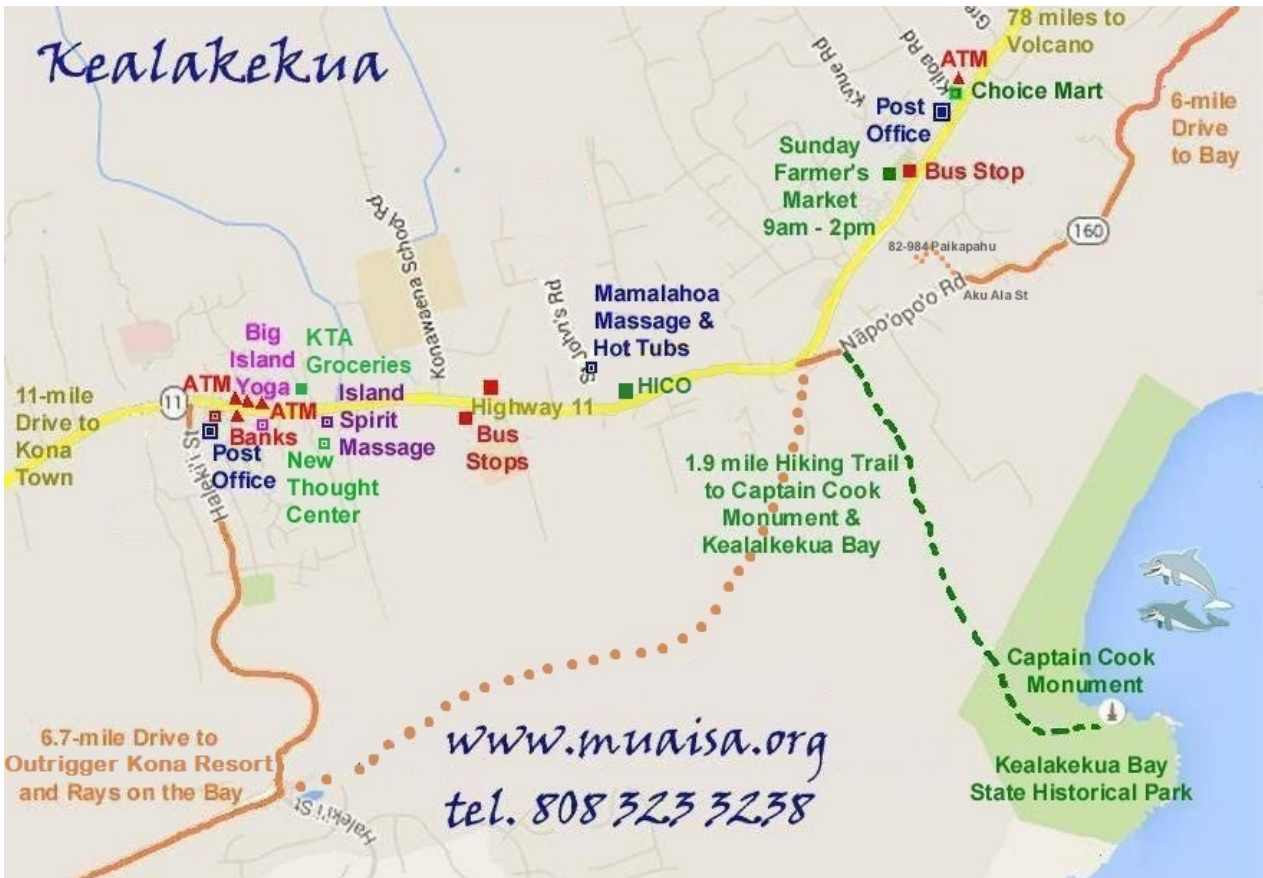 Kealakekua
78 miles to
Volcano
Kiloa Rd
Gre
ATM
Choice Mart
Post
Office
6-mile
Drive
to Bay
Sunday
Farmer's
Market
9am - 2pm
Bus Stop
160
82-984 Paikapahu
Aku Ala St
Nāpo'opo'o Rd
Konawaena School Rd
St John's Rd
Mamalahoa
Massage &
Hot Tubs
HICO
Big
Island
Yoga
KTA
Groceries
ATM
ATM
Banks
Island
Spirit
Massage
11
11-mile
Drive to
Kona
Town
Highway 11
Bus
Stops
Post
Office
New
Thought
Center
Haleki'i St
1.9 mile Hiking Trail
to Captain Cook
Monument &
Kealalkekua Bay
Captain Cook
Monument
Kealakekua Bay
State Historical Park
6.7-mile Drive to
Outrigger Kona Resort
and Rays on the Bay
Haleki'i St
www.muaisa.org
tel. 808 323 3238